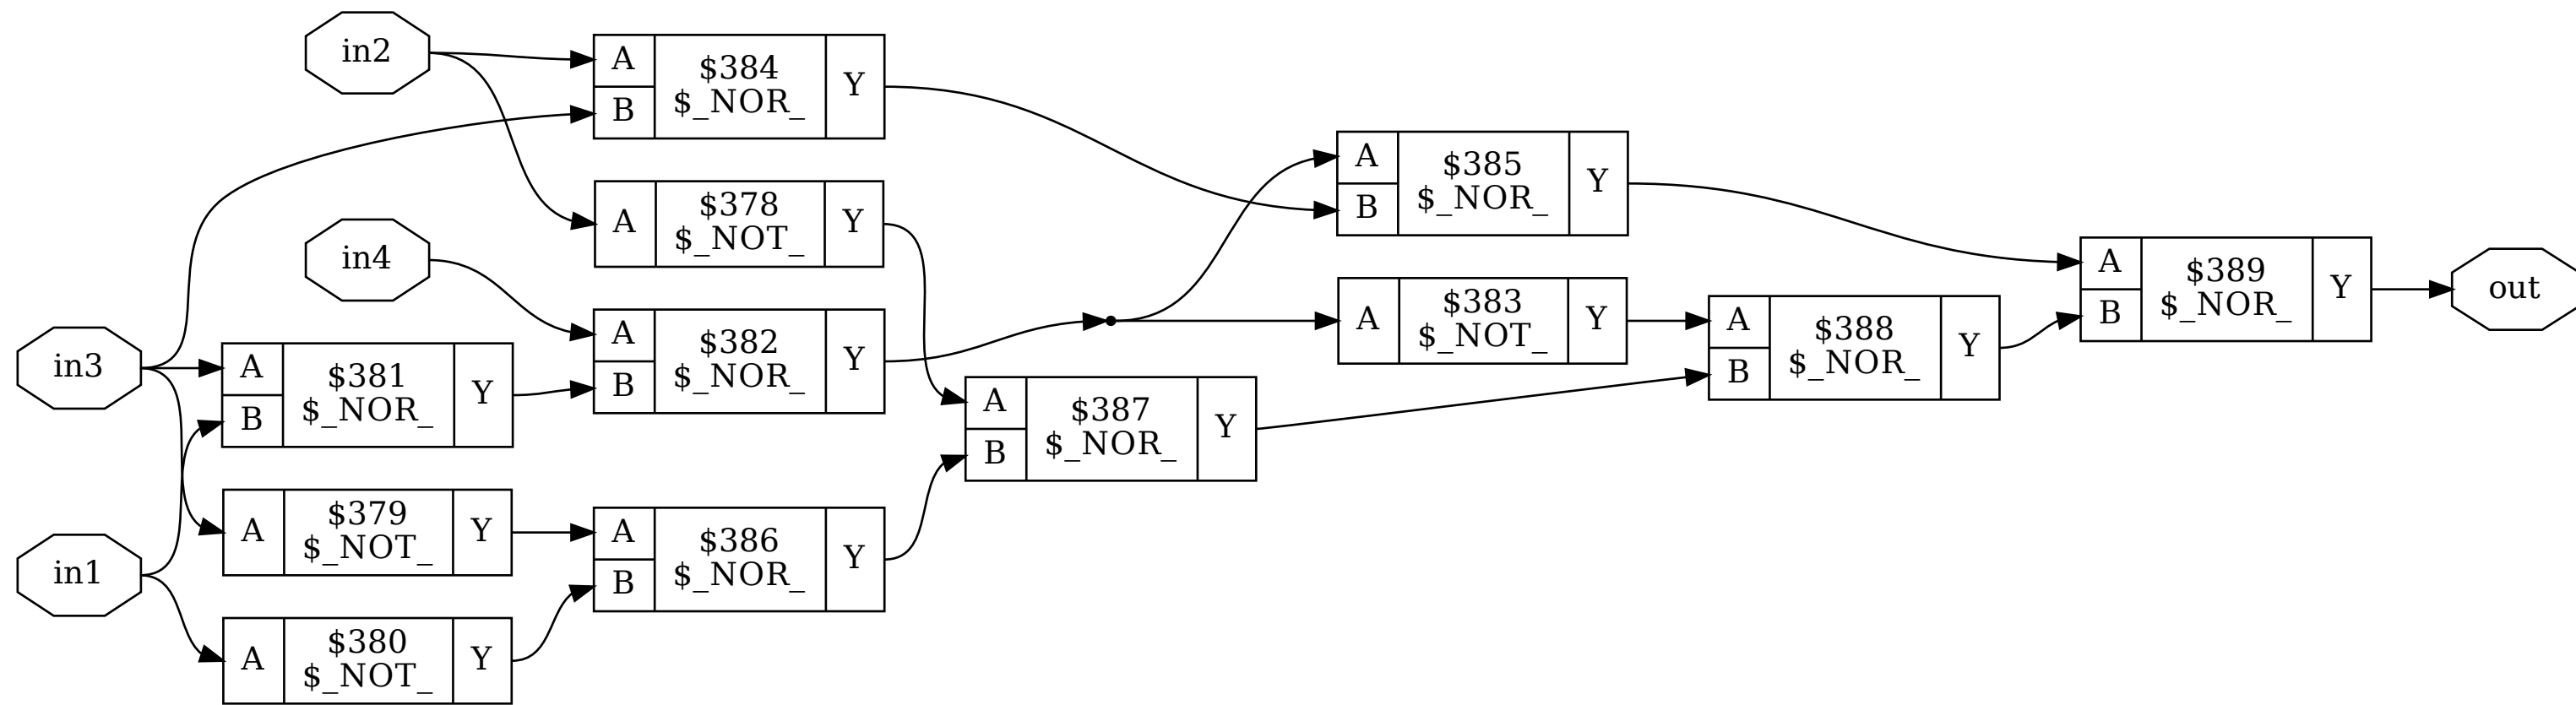 in2
A
B
$384
$_NOR_
Y
A
$378
$_NOT_
Y
in4
A
B
$382
$_NOR_
Y
in3
A
B
$381
$_NOR_
Y
A
$379
$_NOT_
Y
in1
A
$380
$_NOT_
Y
A
B
$386
$_NOR_
Y
A
B
$387
$_NOR_
Y
A
B
$385
$_NOR_
Y
A
$383
$_NOT_
Y
A
B
$388
$_NOR_
Y
A
B
$389
$_NOR_
Y
out